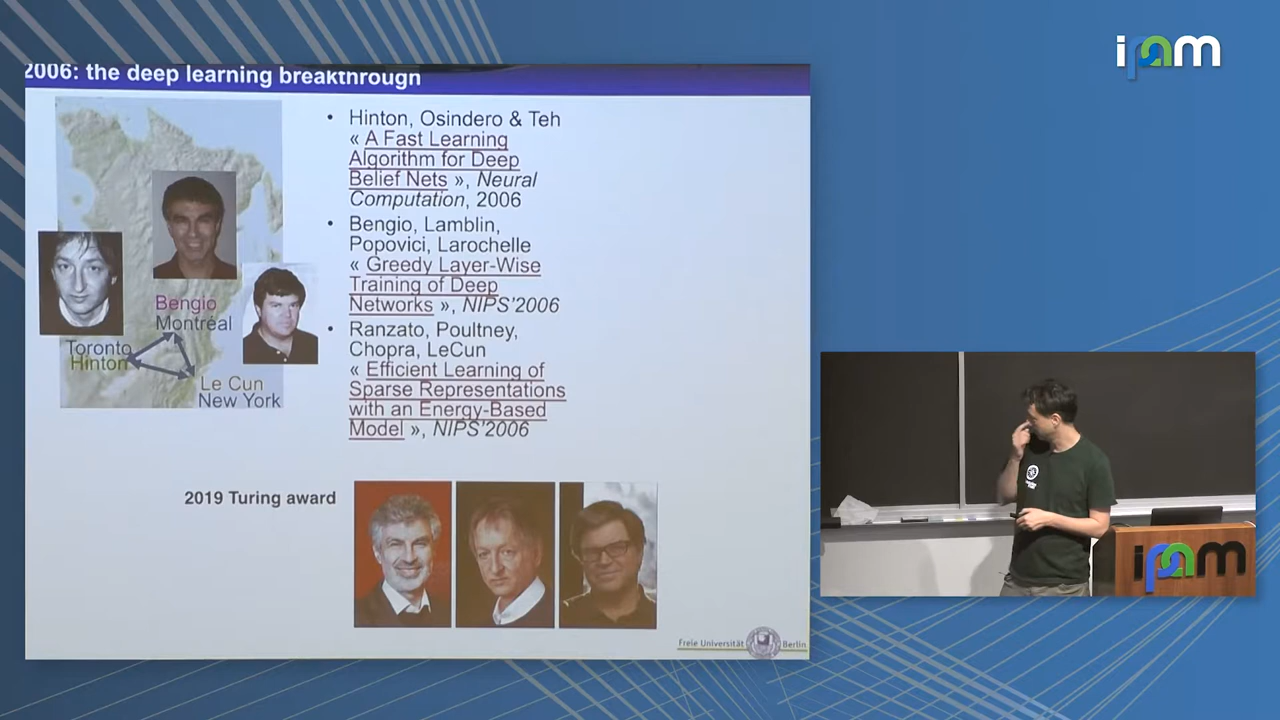 ipam
2006: the deep learning breakthrough
• Hinton, Osindero & Teh
« A Fast Learning
Algorithm for Deep
Belief Nets », Neural
Computation, 2006
• Bengio, Lamblin,
Popovici, Larochelle
« Greedy Layer-Wise
Training of Deep
Networks », NIPS'2006
• Ranzato, Poultney,
Chopra, LeCun
« Efficient Learning of
Sparse Representations
with an Energy-Based
Model », NIPS'2006
Bengio
Montréal
Toronto
Hinton
Le Cun
New York
2019 Turing award
Freie Universität Berlin
ipam